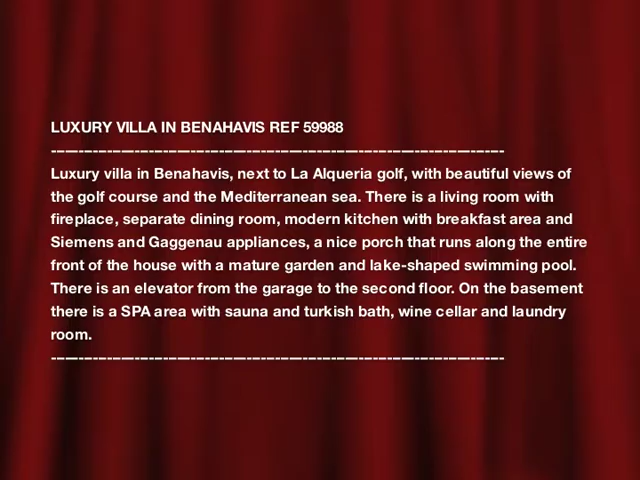 LUXURY VILLA IN BENAHAVIS REF 59988
------------------------------------------------------------------------------------
Luxury villa in Benahavis, next to La Alqueria golf, with beautiful views of
the golf course and the Mediterranean sea. There is a living room with
fireplace, separate dining room, modern kitchen with breakfast area and
Siemens and Gaggenau appliances, a nice porch that runs along the entire
front of the house with a mature garden and lake-shaped swimming pool.
There is an elevator from the garage to the second floor. On the basement
there is a SPA area with sauna and turkish bath, wine cellar and laundry
room.
------------------------------------------------------------------------------------